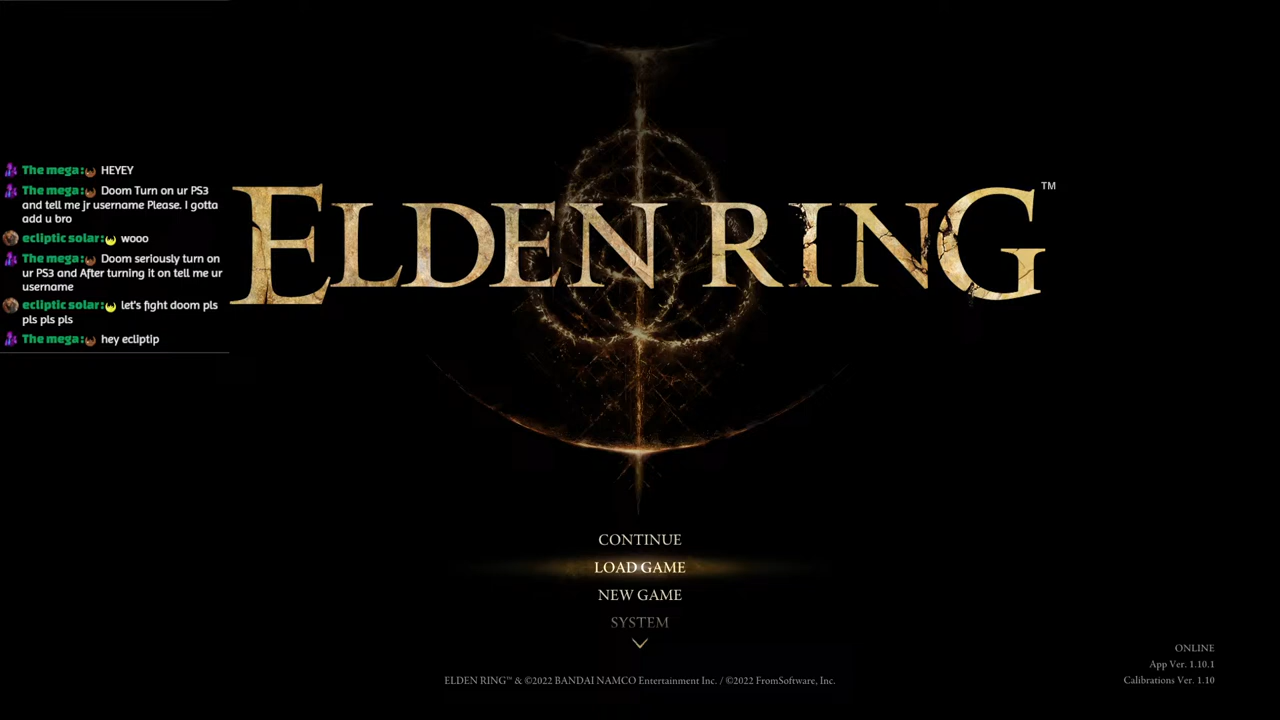 The mega: HEYEY
The mega: Doom Turn on ur PS3
and tell me jr username Please. I gotta
add u bro
ecliptic solar: wooo
The mega: Doom seriously turn on
ur PS3 and After turning it on tell me ur
username
ecliptic solar: let's fight doom pls
pls pls pls
The mega: hey ecliptip
ELDEN RING™
CONTINUE
LOAD GAME
NEW GAME
SYSTEM
ELDEN RING™ & ©2022 BANDAI NAMCO Entertainment Inc. / ©2022 FromSoftware, Inc.
ONLINE
App Ver. 1.10.1
Calibrations Ver. 1.10